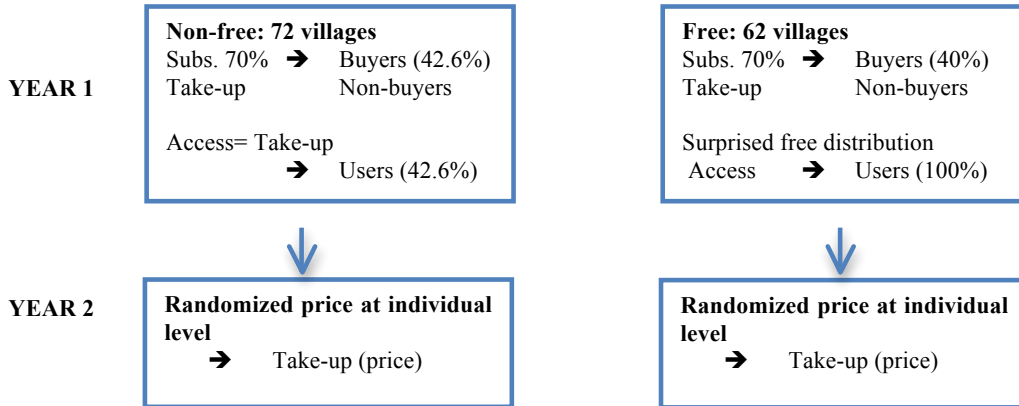 Non-free: 72 villages
Subs. 70% ➔ Buyers (42.6%)
Take-up Non-buyers
Access= Take-up
➔ Users (42.6%)
Free: 62 villages
Subs. 70% ➔ Buyers (40%)
Take-up Non-buyers
Surprised free distribution
Access ➔ Users (100%)
YEAR 1
YEAR 2
Randomized price at individual
level
➔ Take-up (price)
Randomized price at individual
level
➔ Take-up (price)